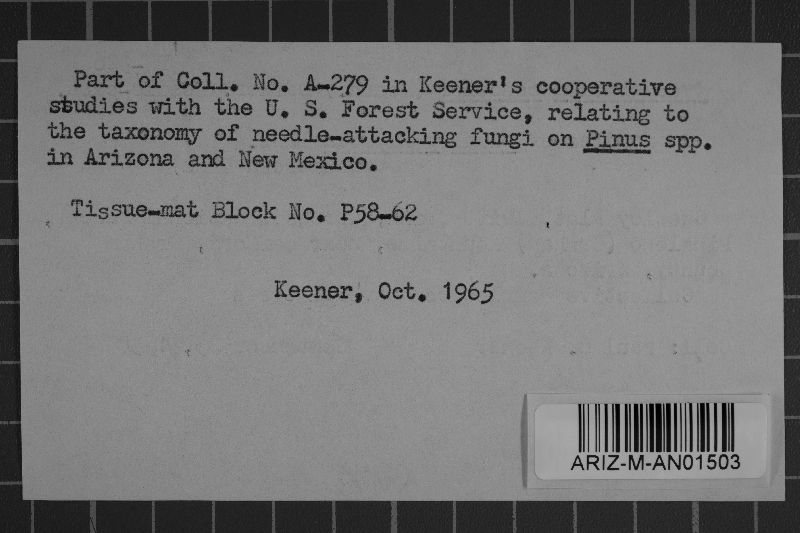 Part of Coll. No. A-279 in Keener's cooperative
studies with the U. S. Forest Service, relating to
the taxonomy of needle-attacking fungi on Pinus spp.
in Arizona and New Mexico.
Tissue-mat Block No. P58-62
Keener, Oct. 1965
ARIZ-M-AN01503